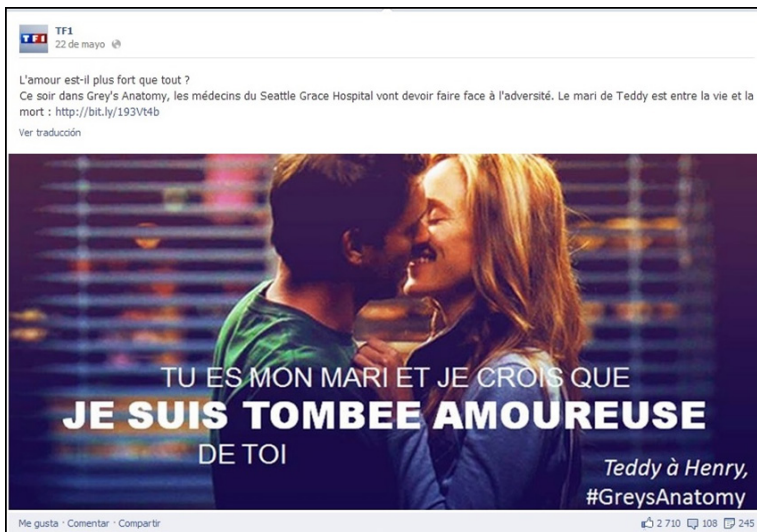 TF1
TF1
22 de mayo
L'amour est-il plus fort que tout ?
Ce soir dans Grey's Anatomy, les médecins du Seattle Grace Hospital vont devoir faire face à l'adversité. Le mari de Teddy est entre la vie et la
mort : http://bit.ly/193Vt4b
Ver traducción
TU ES MON MARI ET JE CROIS QUE
JE SUIS TOMBEE AMOUREUSE
DE TOI
Teddy à Henry,
#GreysAnatomy
Me gusta · Comentar · Compartir 2 710 108 245